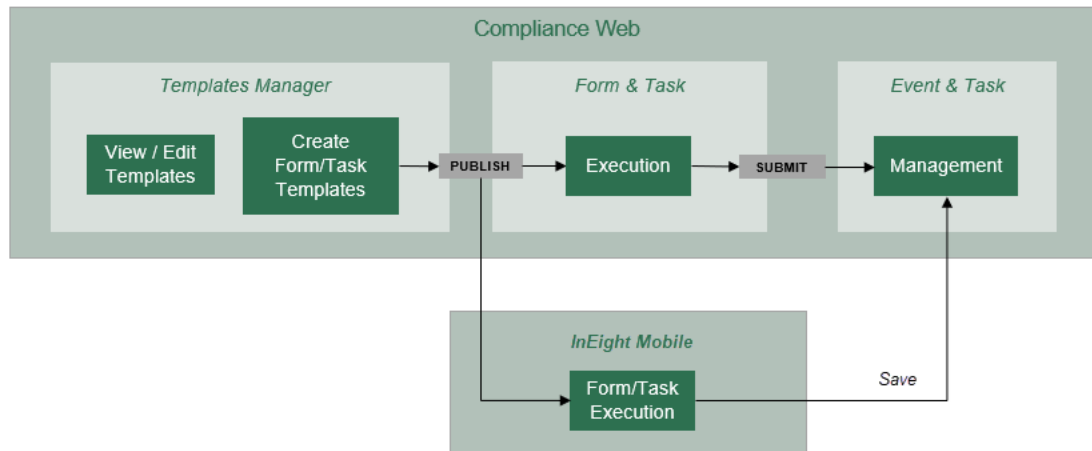 Compliance Web
Templates Manager
Form & Task
Event & Task
View / Edit
Templates
Create
Form/Task
Templates
PUBLISH
Execution
SUBMIT
Management
InEight Mobile
Form/Task
Execution
Save